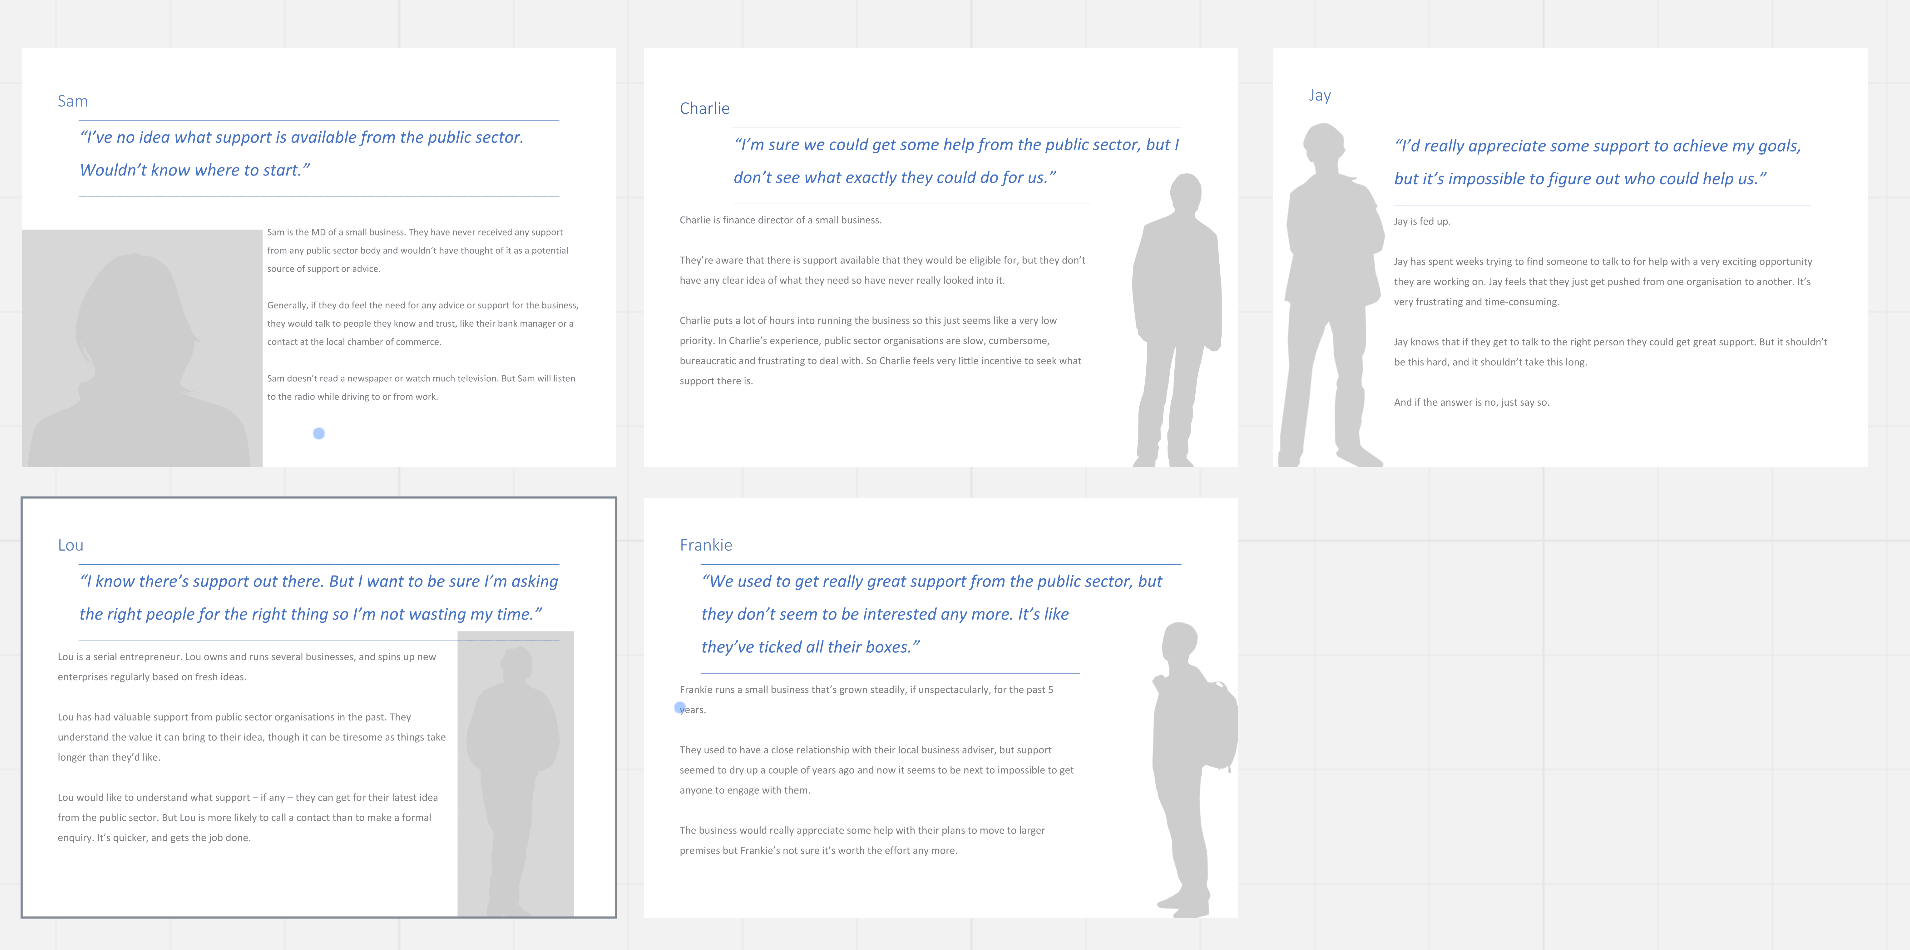 Sam
“I’ve no idea what support is available from the public sector.
Wouldn’t know where to start.”
Sam is the MD of a small business. They have never received any support
from any public sector body and wouldn’t have thought of it as a potential
source of support or advice.
Generally, if they do feel the need for any advice or support for the business,
they would talk to people they know and trust, like their bank manager or a
contact at the local chamber of commerce.
Sam doesn’t read a newspaper or watch much television. But Sam will listen
to the radio while driving to or from work.
Charlie
“I’m sure we could get some help from the public sector, but I
don’t see what exactly they could do for us.”
Charlie is finance director of a small business.
They’re aware that there is support available that they would be eligible for, but they don’t
have any clear idea of what they need so have never really looked into it.
Charlie puts a lot of hours into running the business so this just seems like a very low
priority. In Charlie’s experience, public sector organisations are slow, cumbersome,
bureaucratic and frustrating to deal with. So Charlie feels very little incentive to seek what
support there is.
Jay
“I’d really appreciate some support to achieve my goals,
but it’s impossible to figure out who could help us.”
Jay is fed up.
Jay has spent weeks trying to find someone to talk to for help with a very exciting opportunity
they are working on. Jay feels that they just get pushed from one organisation to another. It’s
very frustrating and time-consuming.
Jay knows that if they get to talk to the right person they could get great support. But it shouldn’t
be this hard, and it shouldn’t take this long.
And if the answer is no, just say so.
Lou
“I know there’s support out there. But I want to be sure I’m asking
the right people for the right thing so I’m not wasting my time.”
Lou is a serial entrepreneur. Lou owns and runs several businesses, and spins up new
enterprises regularly based on fresh ideas.
Lou has had valuable support from public sector organisations in the past. They
understand the value it can bring to their idea, though it can be tiresome as things take
longer than they’d like.
Lou would like to understand what support – if any – they can get for their latest idea
from the public sector. But Lou is more likely to call a contact than to make a formal
enquiry. It’s quicker, and gets the job done.
Frankie
“We used to get really great support from the public sector, but
they don’t seem to be interested any more. It’s like
they’ve ticked all their boxes.”
Frankie runs a small business that’s grown steadily, if unspectacularly, for the past 5
years.
They used to have a close relationship with their local business adviser, but support
seemed to dry up a couple of years ago and now it seems to be next to impossible to get
anyone to engage with them.
The business would really appreciate some help with their plans to move to larger
premises but Frankie’s not sure it’s worth the effort any more.